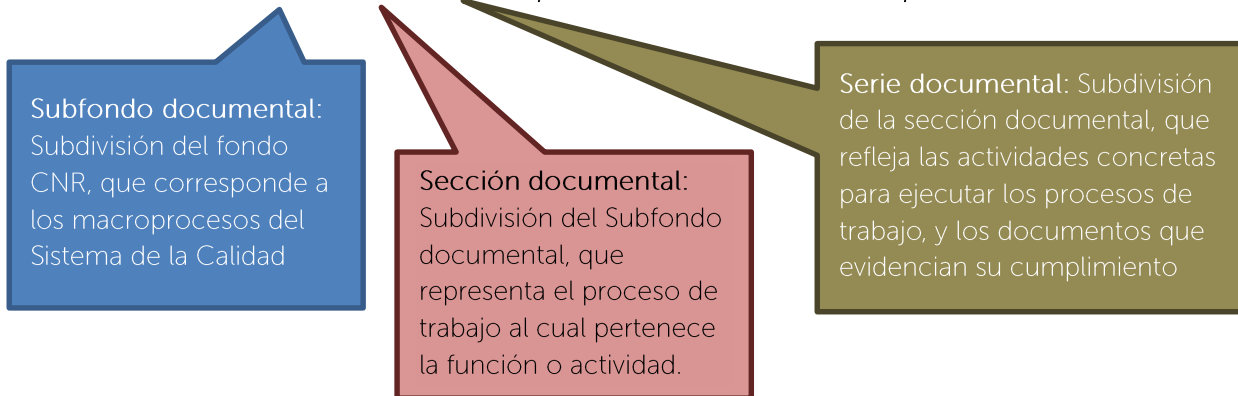 Subfondo documental:
Subdivisión del fondo
CNR, que corresponde a
los macroprocesos del
Sistema de la Calidad
Sección documental:
Subdivisión del Subfondo
documental, que
representa el proceso de
trabajo al cual pertenece
la función o actividad.
Serie documental: Subdivisión
de la sección documental, que
refleja las actividades concretas
para ejecutar los procesos de
trabajo, y los documentos que
evidencian su cumplimiento